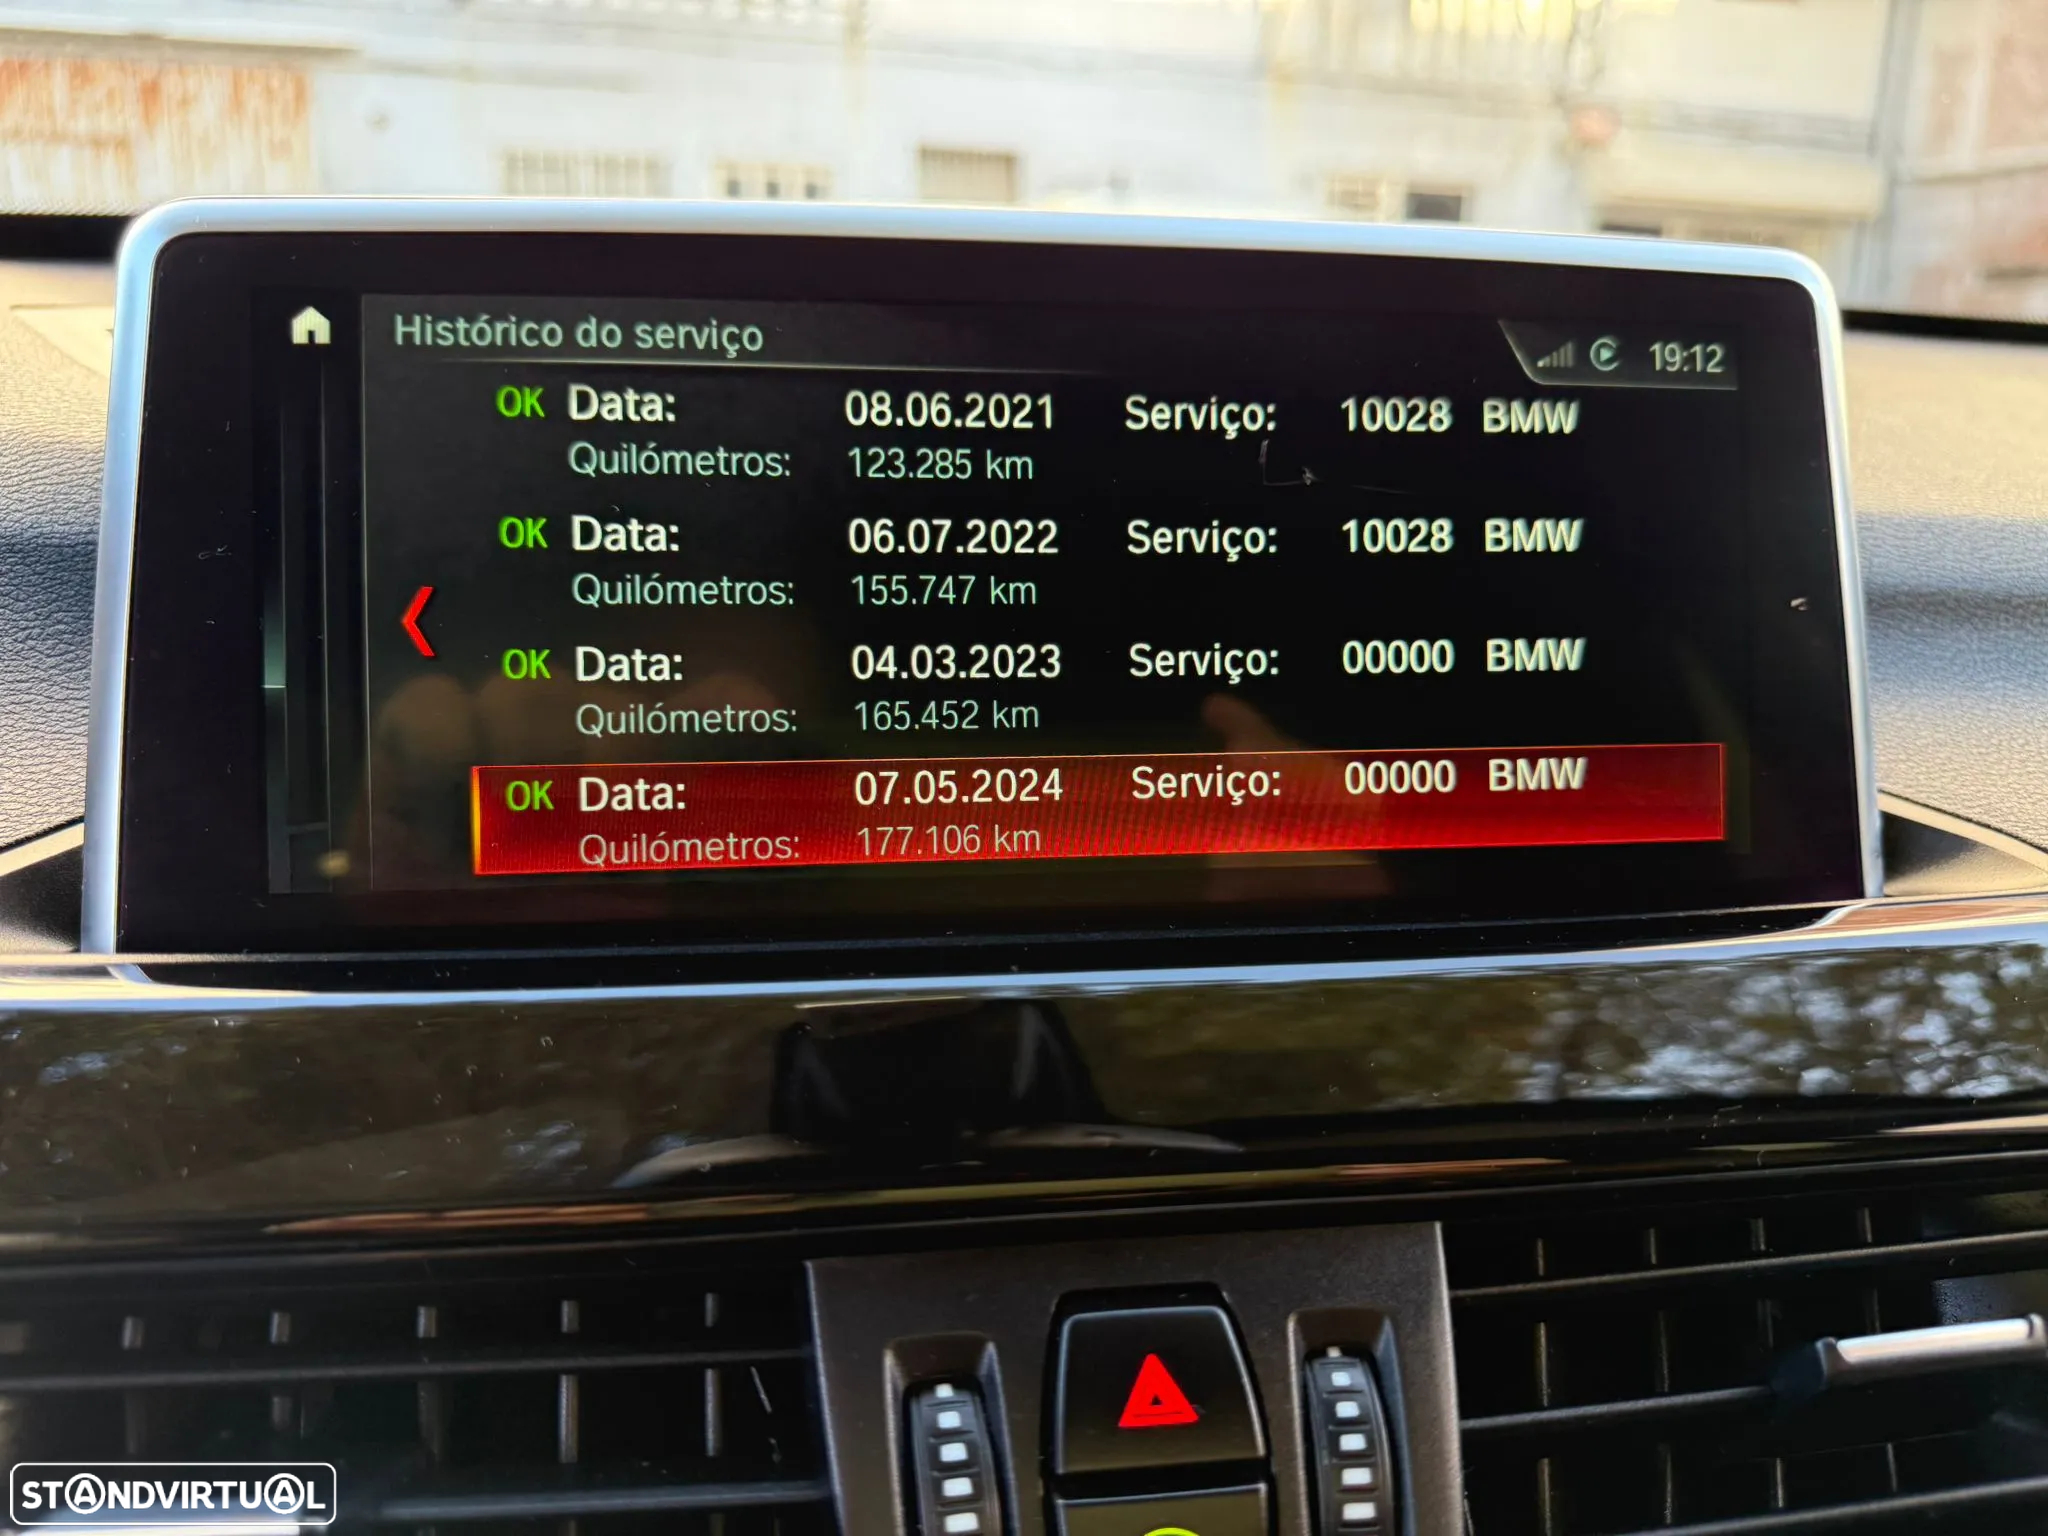 Histórico do serviço
19:12
OK Data: 08.06.2021 Serviço: 10028 BMW
Quilómetros: 123.285 km
OK Data: 06.07.2022 Serviço: 10028 BMW
Quilómetros: 155.747 km
OK Data: 04.03.2023 Serviço: 00000 BMW
Quilómetros: 165.452 km
OK Data: 07.05.2024 Serviço: 00000 BMW
Quilómetros: 177.106 km
STANDVIRTUAL